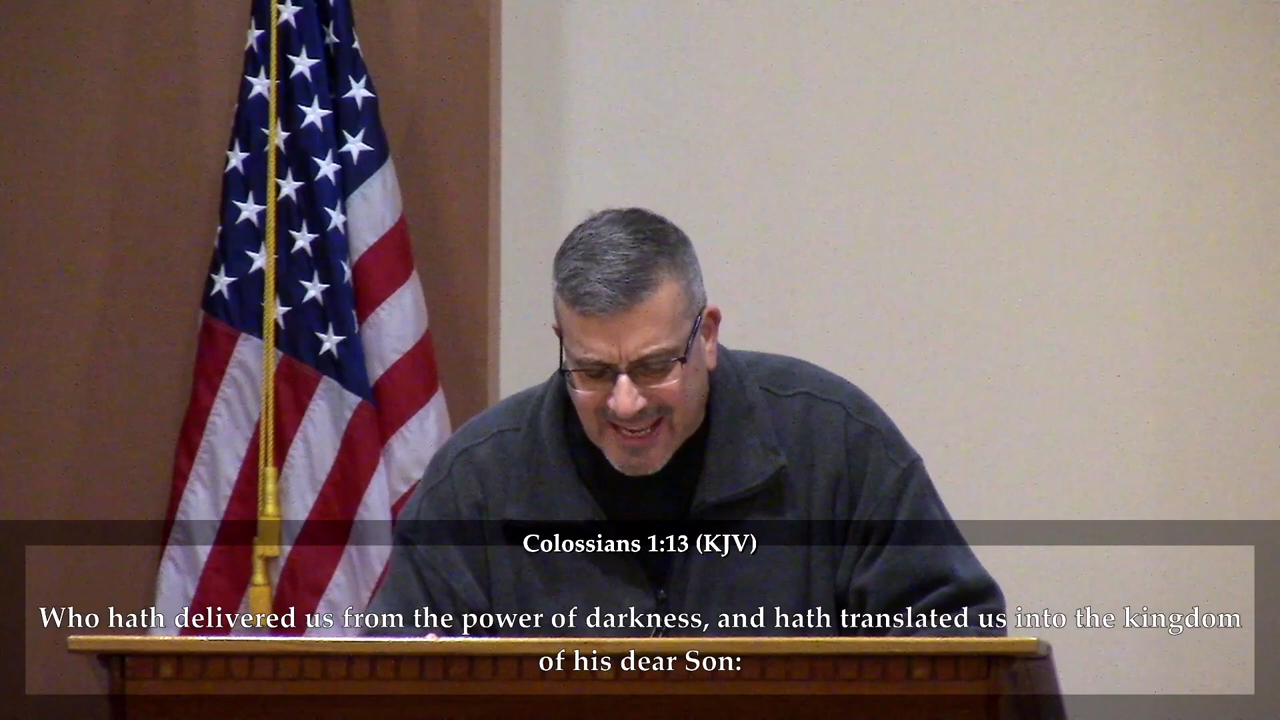 Colossians 1:13 (KJV)
Who hath delivered us from the power of darkness, and hath translated us into the kingdom
of his dear Son: